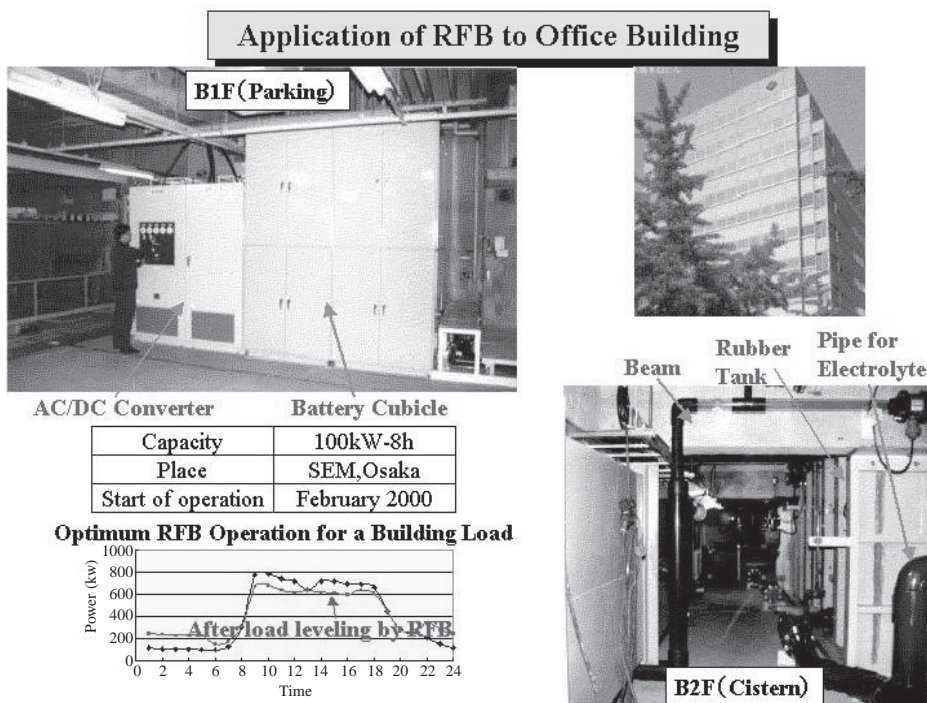 Application of RFB to Office Building
B1F(Parking)
AC/DC Converter
Battery Cubicle
Beam
Rubber
Tank
Pipe for
Electrolyte
Capacity 100kW-8h
Place SEM,Osaka
Start of operation February 2000
Optimum RFB Operation for a Building Load
Power (kw)
1000
800
600
400
200
0
After load leveling by RFB
0 2 4 6 8 10 12 14 16 18 20 22 24
Time
B2F(Cistern)